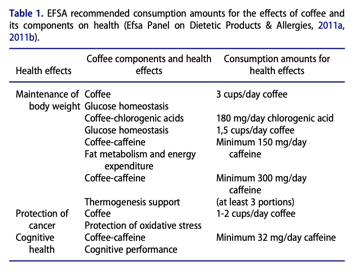 Table 1. EFSA recommended consumption amounts for the effects of coffee and
its components on health (Efsa Panel on Dietetic Products & Allergies, 2011a,
2011b).
Health effects Coffee components and health effects Consumption amounts for health effects
Maintenance of body weight Coffee 3 cups/day coffee
Glucose homeostasis
Coffee-chlorogenic acids 180 mg/day chlorogenic acid
Glucose homeostasis 1,5 cups/day coffee
Coffee-caffeine Minimum 150 mg/day caffeine
Fat metabolism and energy expenditure
Coffee-caffeine Minimum 300 mg/day caffeine
Thermogenesis support (at least 3 portions)
Protection of cancer Coffee 1-2 cups/day coffee
Protection of oxidative stress
Cognitive health Coffee-caffeine Minimum 32 mg/day caffeine
Cognitive performance